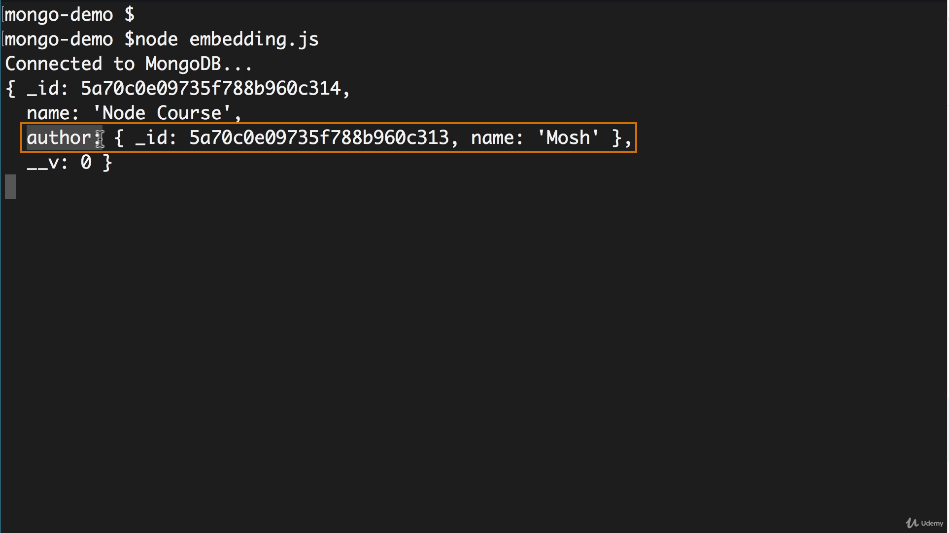 [mongo-demo $
[mongo-demo $node embedding.js
Connected to MongoDB...
{ _id: 5a70c0e09735f788b960c314,
name: 'Node Course',
author: { _id: 5a70c0e09735f788b960c313, name: 'Mosh' },
__v: 0 }
Udemy